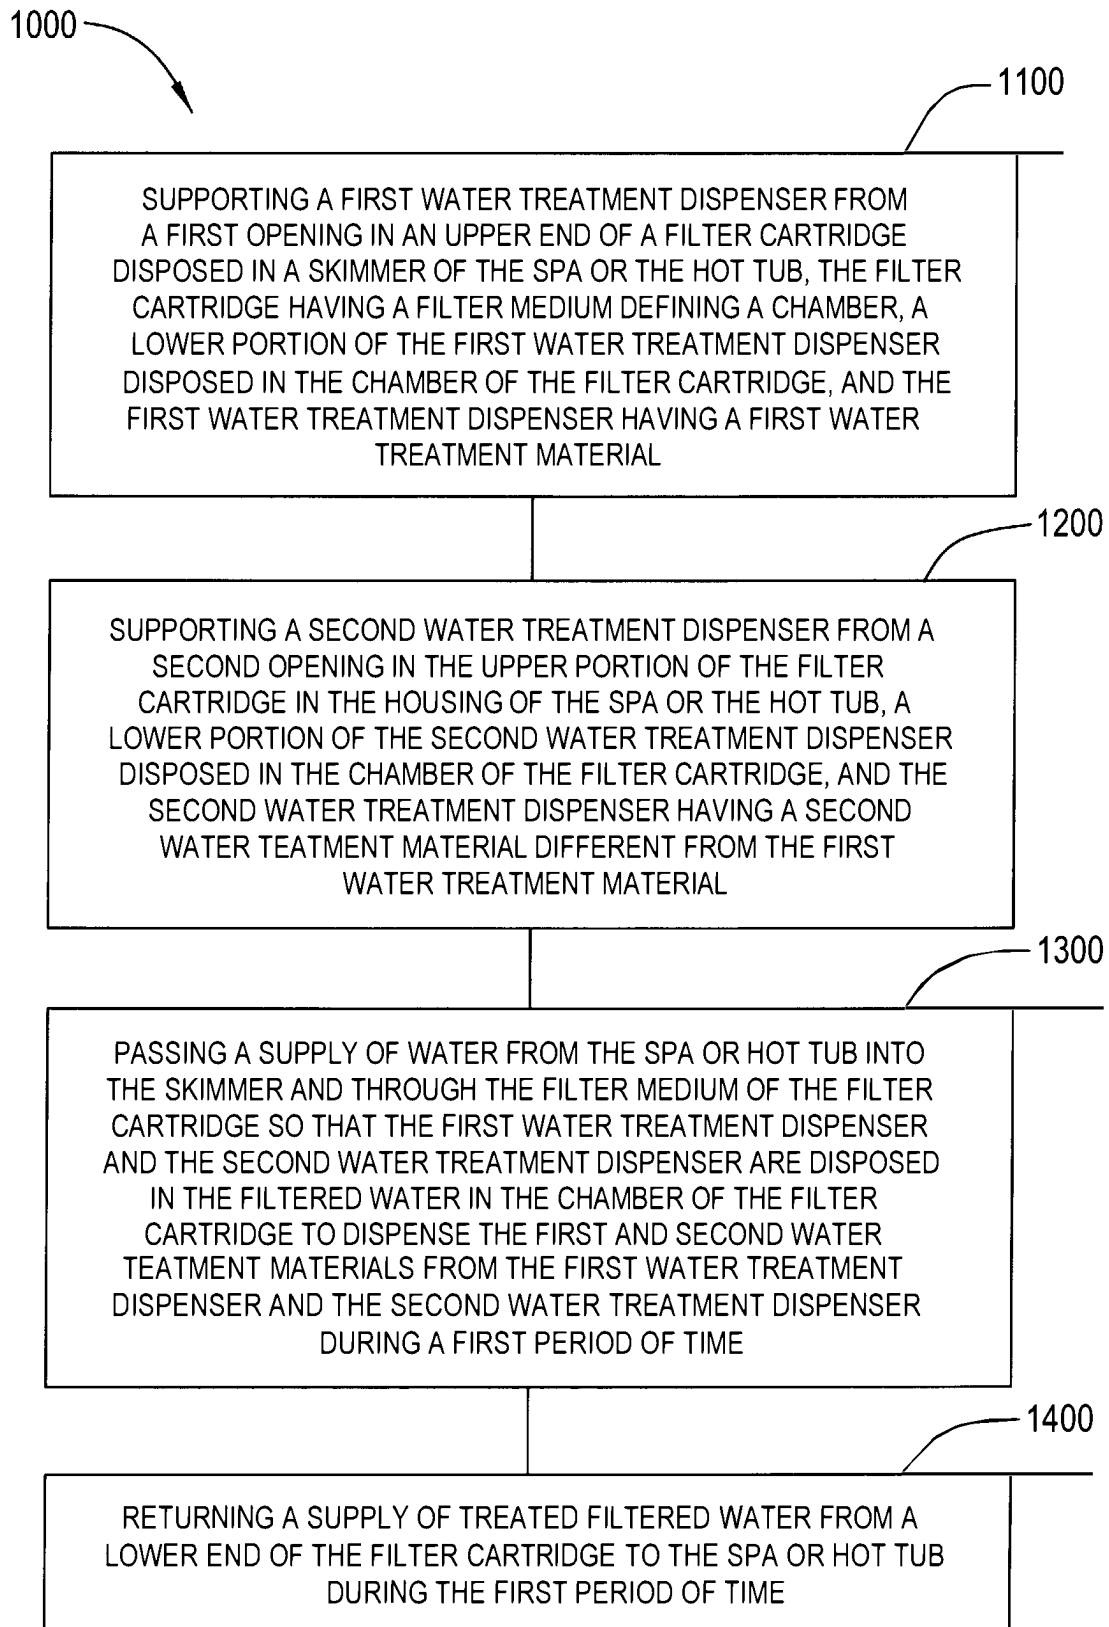 1000
1100
SUPPORTING A FIRST WATER TREATMENT DISPENSER FROM
A FIRST OPENING IN AN UPPER END OF A FILTER CARTRIDGE
DISPOSED IN A SKIMMER OF THE SPA OR THE HOT TUB, THE FILTER
CARTRIDGE HAVING A FILTER MEDIUM DEFINING A CHAMBER, A
LOWER PORTION OF THE FIRST WATER TREATMENT DISPENSER
DISPOSED IN THE CHAMBER OF THE FILTER CARTRIDGE, AND THE
FIRST WATER TREATMENT DISPENSER HAVING A FIRST WATER
TREATMENT MATERIAL
1200
SUPPORTING A SECOND WATER TREATMENT DISPENSER FROM A
SECOND OPENING IN THE UPPER PORTION OF THE FILTER
CARTRIDGE IN THE HOUSING OF THE SPA OR THE HOT TUB, A
LOWER PORTION OF THE SECOND WATER TREATMENT DISPENSER
DISPOSED IN THE CHAMBER OF THE FILTER CARTRIDGE, AND THE
SECOND WATER TREATMENT DISPENSER HAVING A SECOND
WATER TEATMENT MATERIAL DIFFERENT FROM THE FIRST
WATER TREATMENT MATERIAL
1300
PASSING A SUPPLY OF WATER FROM THE SPA OR HOT TUB INTO
THE SKIMMER AND THROUGH THE FILTER MEDIUM OF THE FILTER
CARTRIDGE SO THAT THE FIRST WATER TREATMENT DISPENSER
AND THE SECOND WATER TREATMENT DISPENSER ARE DISPOSED
IN THE FILTERED WATER IN THE CHAMBER OF THE FILTER
CARTRIDGE TO DISPENSE THE FIRST AND SECOND WATER
TEATMENT MATERIALS FROM THE FIRST WATER TREATMENT
DISPENSER AND THE SECOND WATER TREATMENT DISPENSER
DURING A FIRST PERIOD OF TIME
1400
RETURNING A SUPPLY OF TREATED FILTERED WATER FROM A
LOWER END OF THE FILTER CARTRIDGE TO THE SPA OR HOT TUB
DURING THE FIRST PERIOD OF TIME